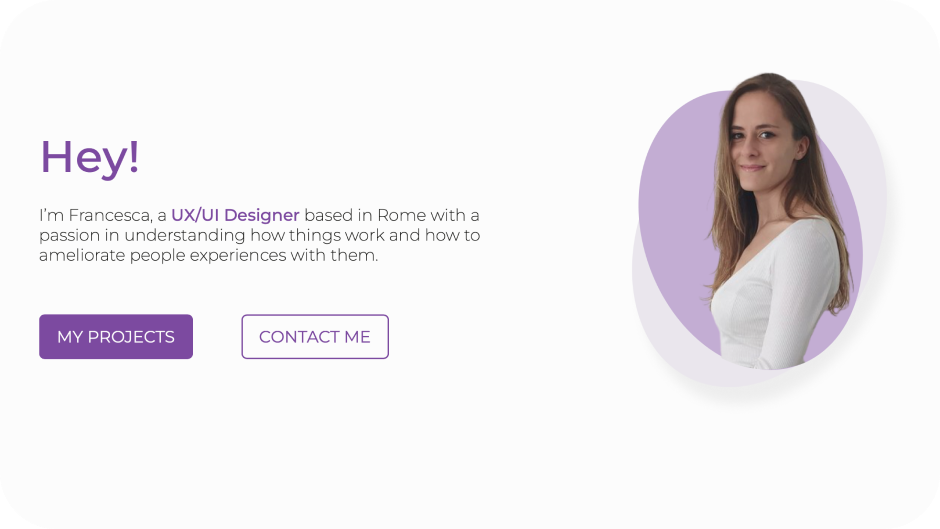 Hey!
I’m Francesca, a UX/UI Designer based in Rome with a
passion in understanding how things work and how to
ameliorate people experiences with them.
MY PROJECTS
CONTACT ME